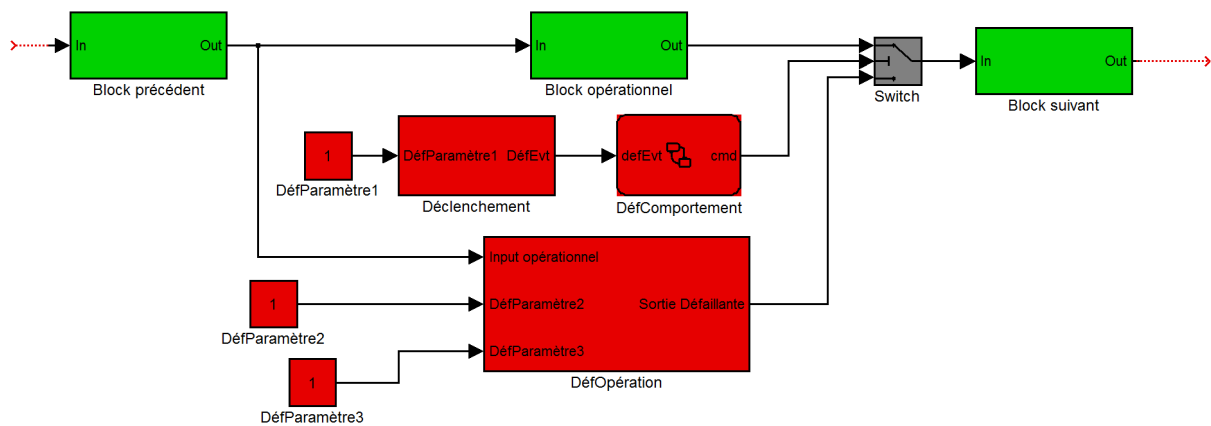 In Out
Block précédent
In Out
Block opérationnel
Switch
In Out
Block suivant
1
DéfParamètre1
DéfParamètre1 DéfEvt
Déclenchement
defEvt cmd
DéfComportement
Input opérationnel
DéfParamètre2
DéfParamètre3
Sortie Défaillante
DéfOpération
1
DéfParamètre2
1
DéfParamètre3